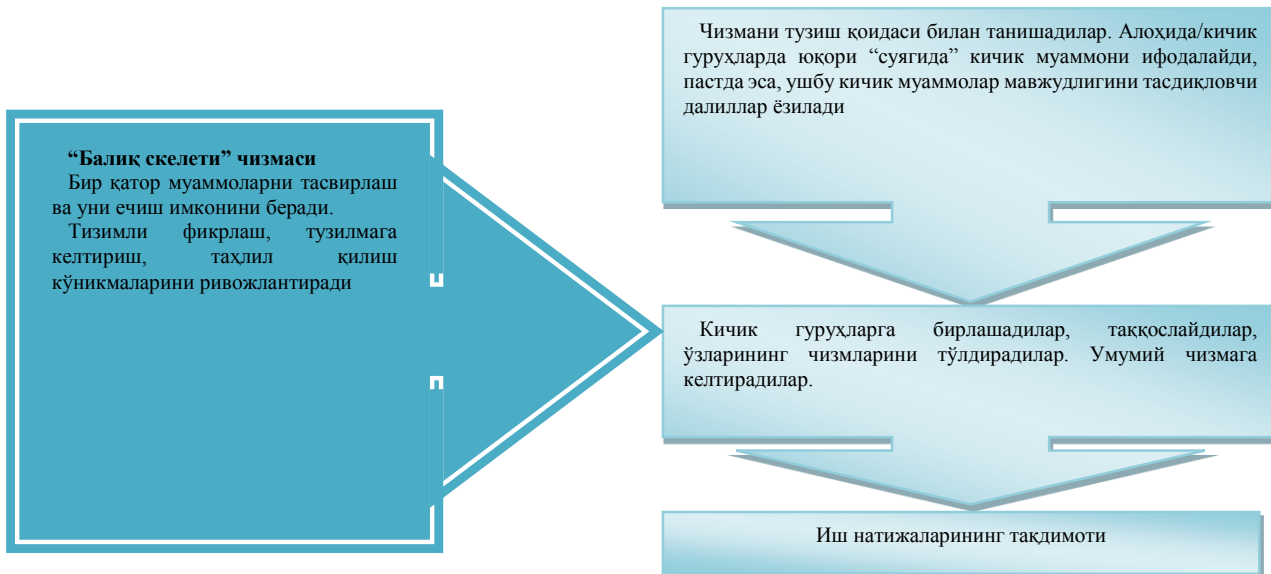 “Балиқ скелети” чизмаси
Бир қатор муаммоларни тасвирлаш
ва уни ечиш имконини беради.
Тизимли фикрлаш, тузилмага
келтириш, таҳлил қилиш
кўникмаларини ривожлантиради
Чизмани тузиш қоидаси билан танишадилар. Алоҳида/кичик
гуруҳларда юқори “суягида” кичик муаммони ифодалайди,
пастда эса, ушбу кичик муаммолар мавжудлигини тасдиқловчи
далиллар ёзилади
Кичик гуруҳларга бирлашадилар, таққослайдилар,
ўзларининг чизмларини тўлдирадилар. Умумий чизмага
келтирадилар.
Иш натижаларининг тақдимоти